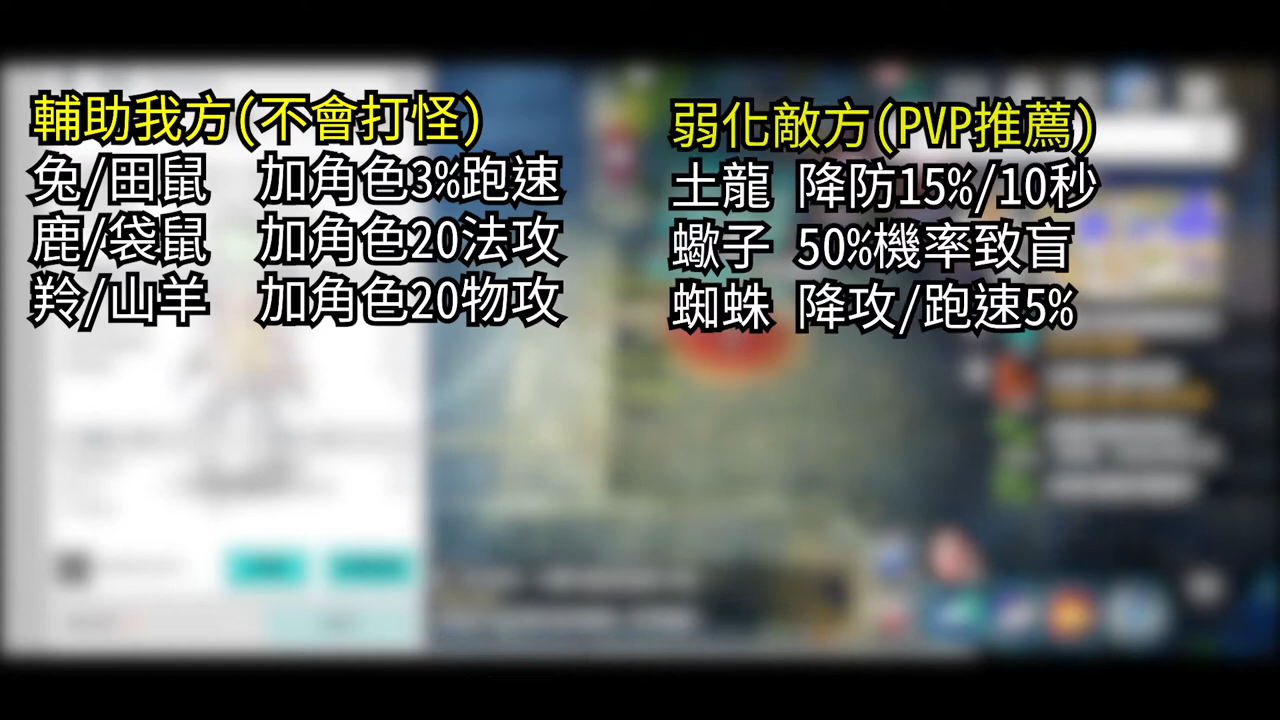 輔助我方(不會打怪)
兔/田鼠 加角色3%跑速
鹿/袋鼠 加角色20法攻
羚/山羊 加角色20物攻
弱化敵方(PVP推薦)
土龍 降防15%/10秒
蠍子 50%機率致盲
蜘蛛 降攻/跑速5%